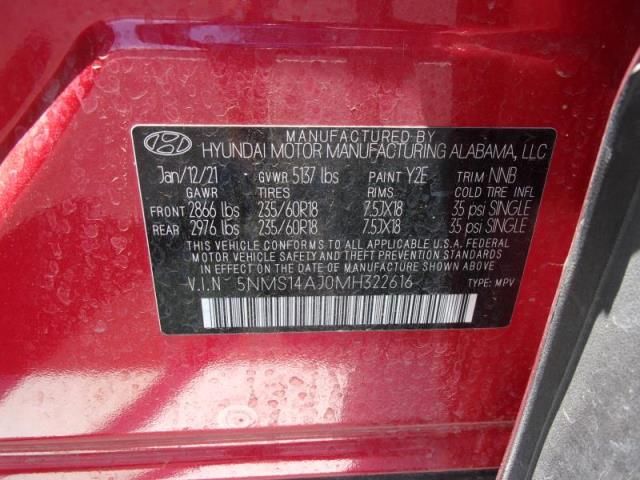 MANUFACTURED BY
HYUNDAI MOTOR MANUFACTURING ALABAMA, LLC
Jan/12/21 GVWR 5137 lbs PAINT Y2E TRIM NNB
GAWR TIRES RIMS COLD TIRE INFL
FRONT 2866 lbs 235/60R18 7.5JX18 35 psi SINGLE
REAR 2976 lbs 235/60R18 7.5JX18 35 psi SINGLE
THIS VEHICLE CONFORMS TO ALL APPLICABLE U.S.A. FEDERAL
MOTOR VEHICLE SAFETY AND THEFT PREVENTION STANDARDS
IN EFFECT ON THE DATE OF MANUFACTURE SHOWN ABOVE.
V.I.N 5NMS14AJ0MH322616 TYPE: MPV